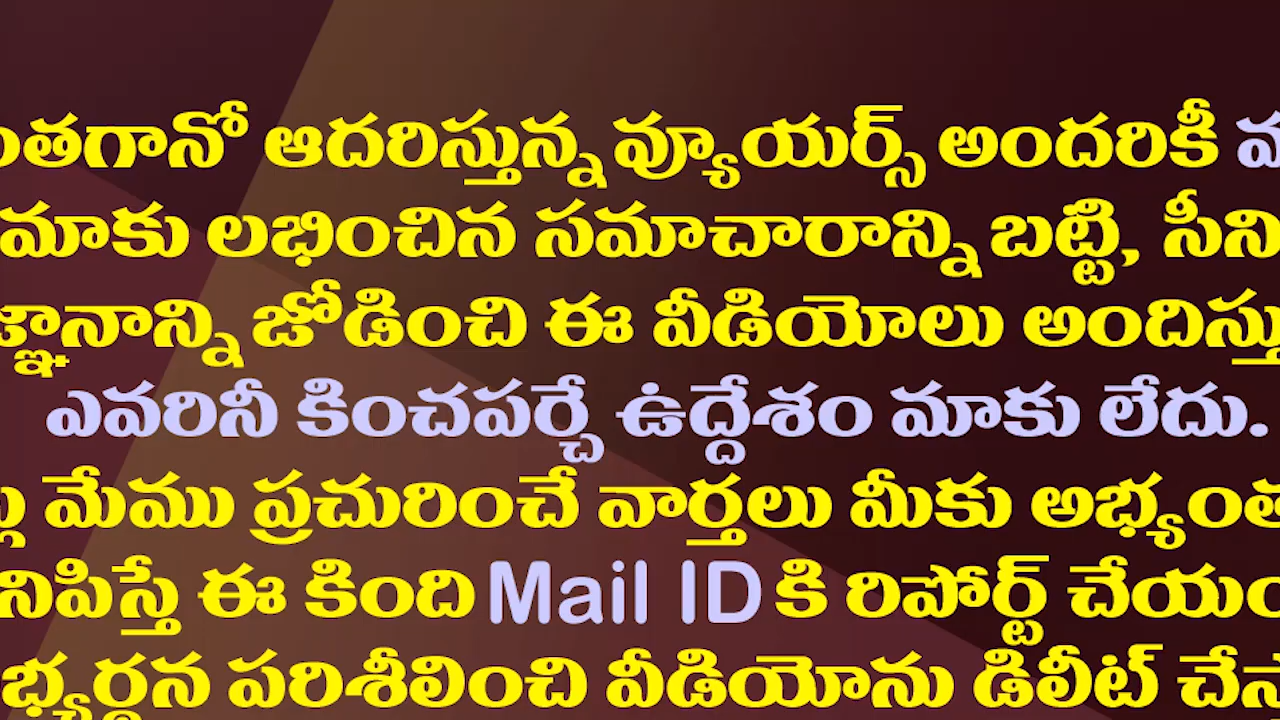 ంతగానో ఆదరిస్తున్న వ్యూయర్స్ అందరికీ
మాకు లభించిన సమాచారాన్ని బట్టి, సీని
జ్ఞానాన్ని జోడించి ఈ వీడియోలు అందిస్తు
ఎవరినీ కించపర్చే ఉద్దేశం మాకు లేదు.
ల్ల మేము ప్రచురించే వార్తలు మీకు అభ్యంత
నిపిస్తే ఈ కింది Mail ID కి రిపోర్ట్ చేయం
భ్యర్థన పరిశీలించి వీడియోను డిలీట్ చేస